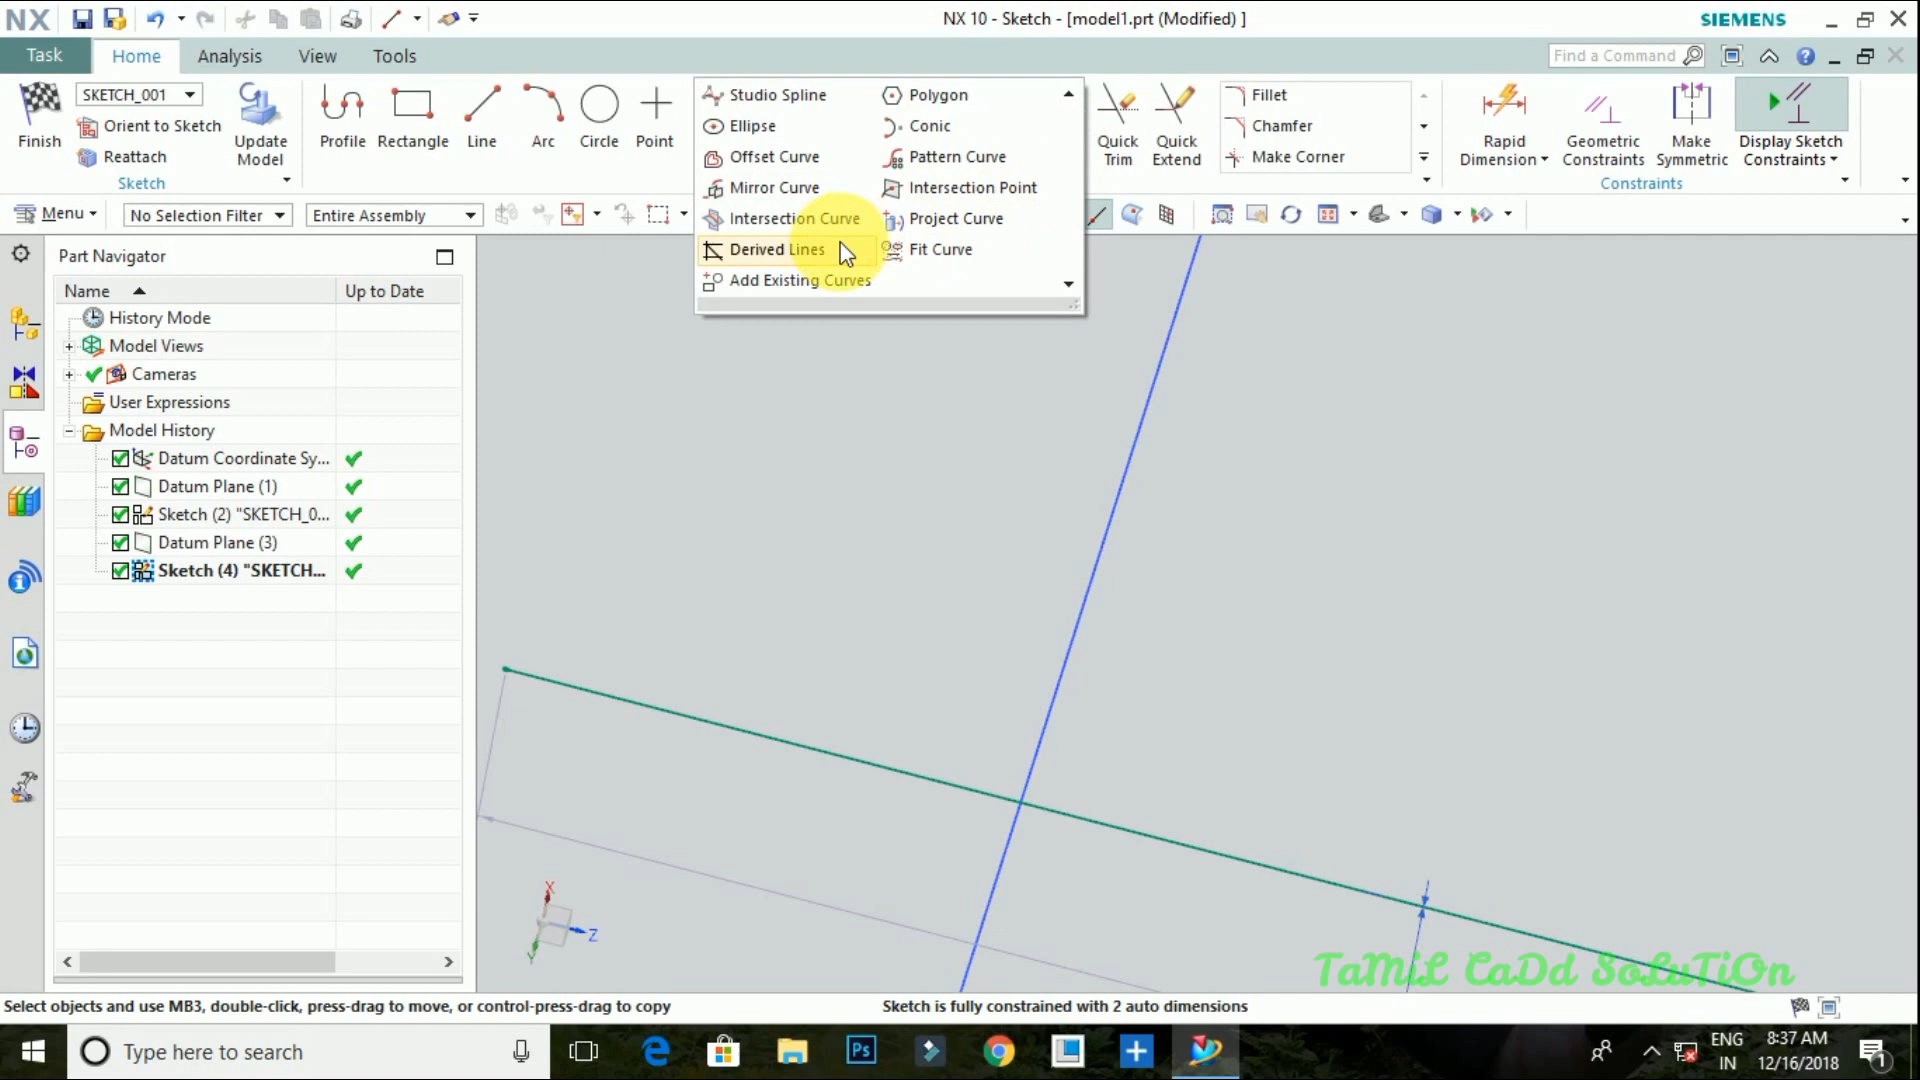 NX
NX 10 - Sketch - [model1.prt (Modified) ]
SIEMENS
Task
Home
Analysis
View
Tools
Find a Command
Finish
SKETCH_001
Orient to Sketch
Reattach
Sketch
Update
Model
Profile
Rectangle
Line
Arc
Circle
Point
Studio Spline
Polygon
Ellipse
Conic
Offset Curve
Pattern Curve
Mirror Curve
Intersection Point
Intersection Curve
Project Curve
Derived Lines
Fit Curve
Add Existing Curves
Quick
Trim
Quick
Extend
Fillet
Chamfer
Make Corner
Rapid
Dimension
Geometric
Constraints
Make
Symmetric
Display Sketch
Constraints
Constraints
Menu
No Selection Filter
Entire Assembly
Part Navigator
Name
Up to Date
History Mode
Model Views
Cameras
User Expressions
Model History
Datum Coordinate Sy...
Datum Plane (1)
Sketch (2) "SKETCH_0...
Datum Plane (3)
Sketch (4) "SKETCH...
X
Z
Y
TaMiL CaDd SoLuTiOn
Select objects and use MB3, double-click, press-drag to move, or control-press-drag to copy
Sketch is fully constrained with 2 auto dimensions
Type here to search
Ps
ENG
IN
8:37 AM
12/16/2018
1